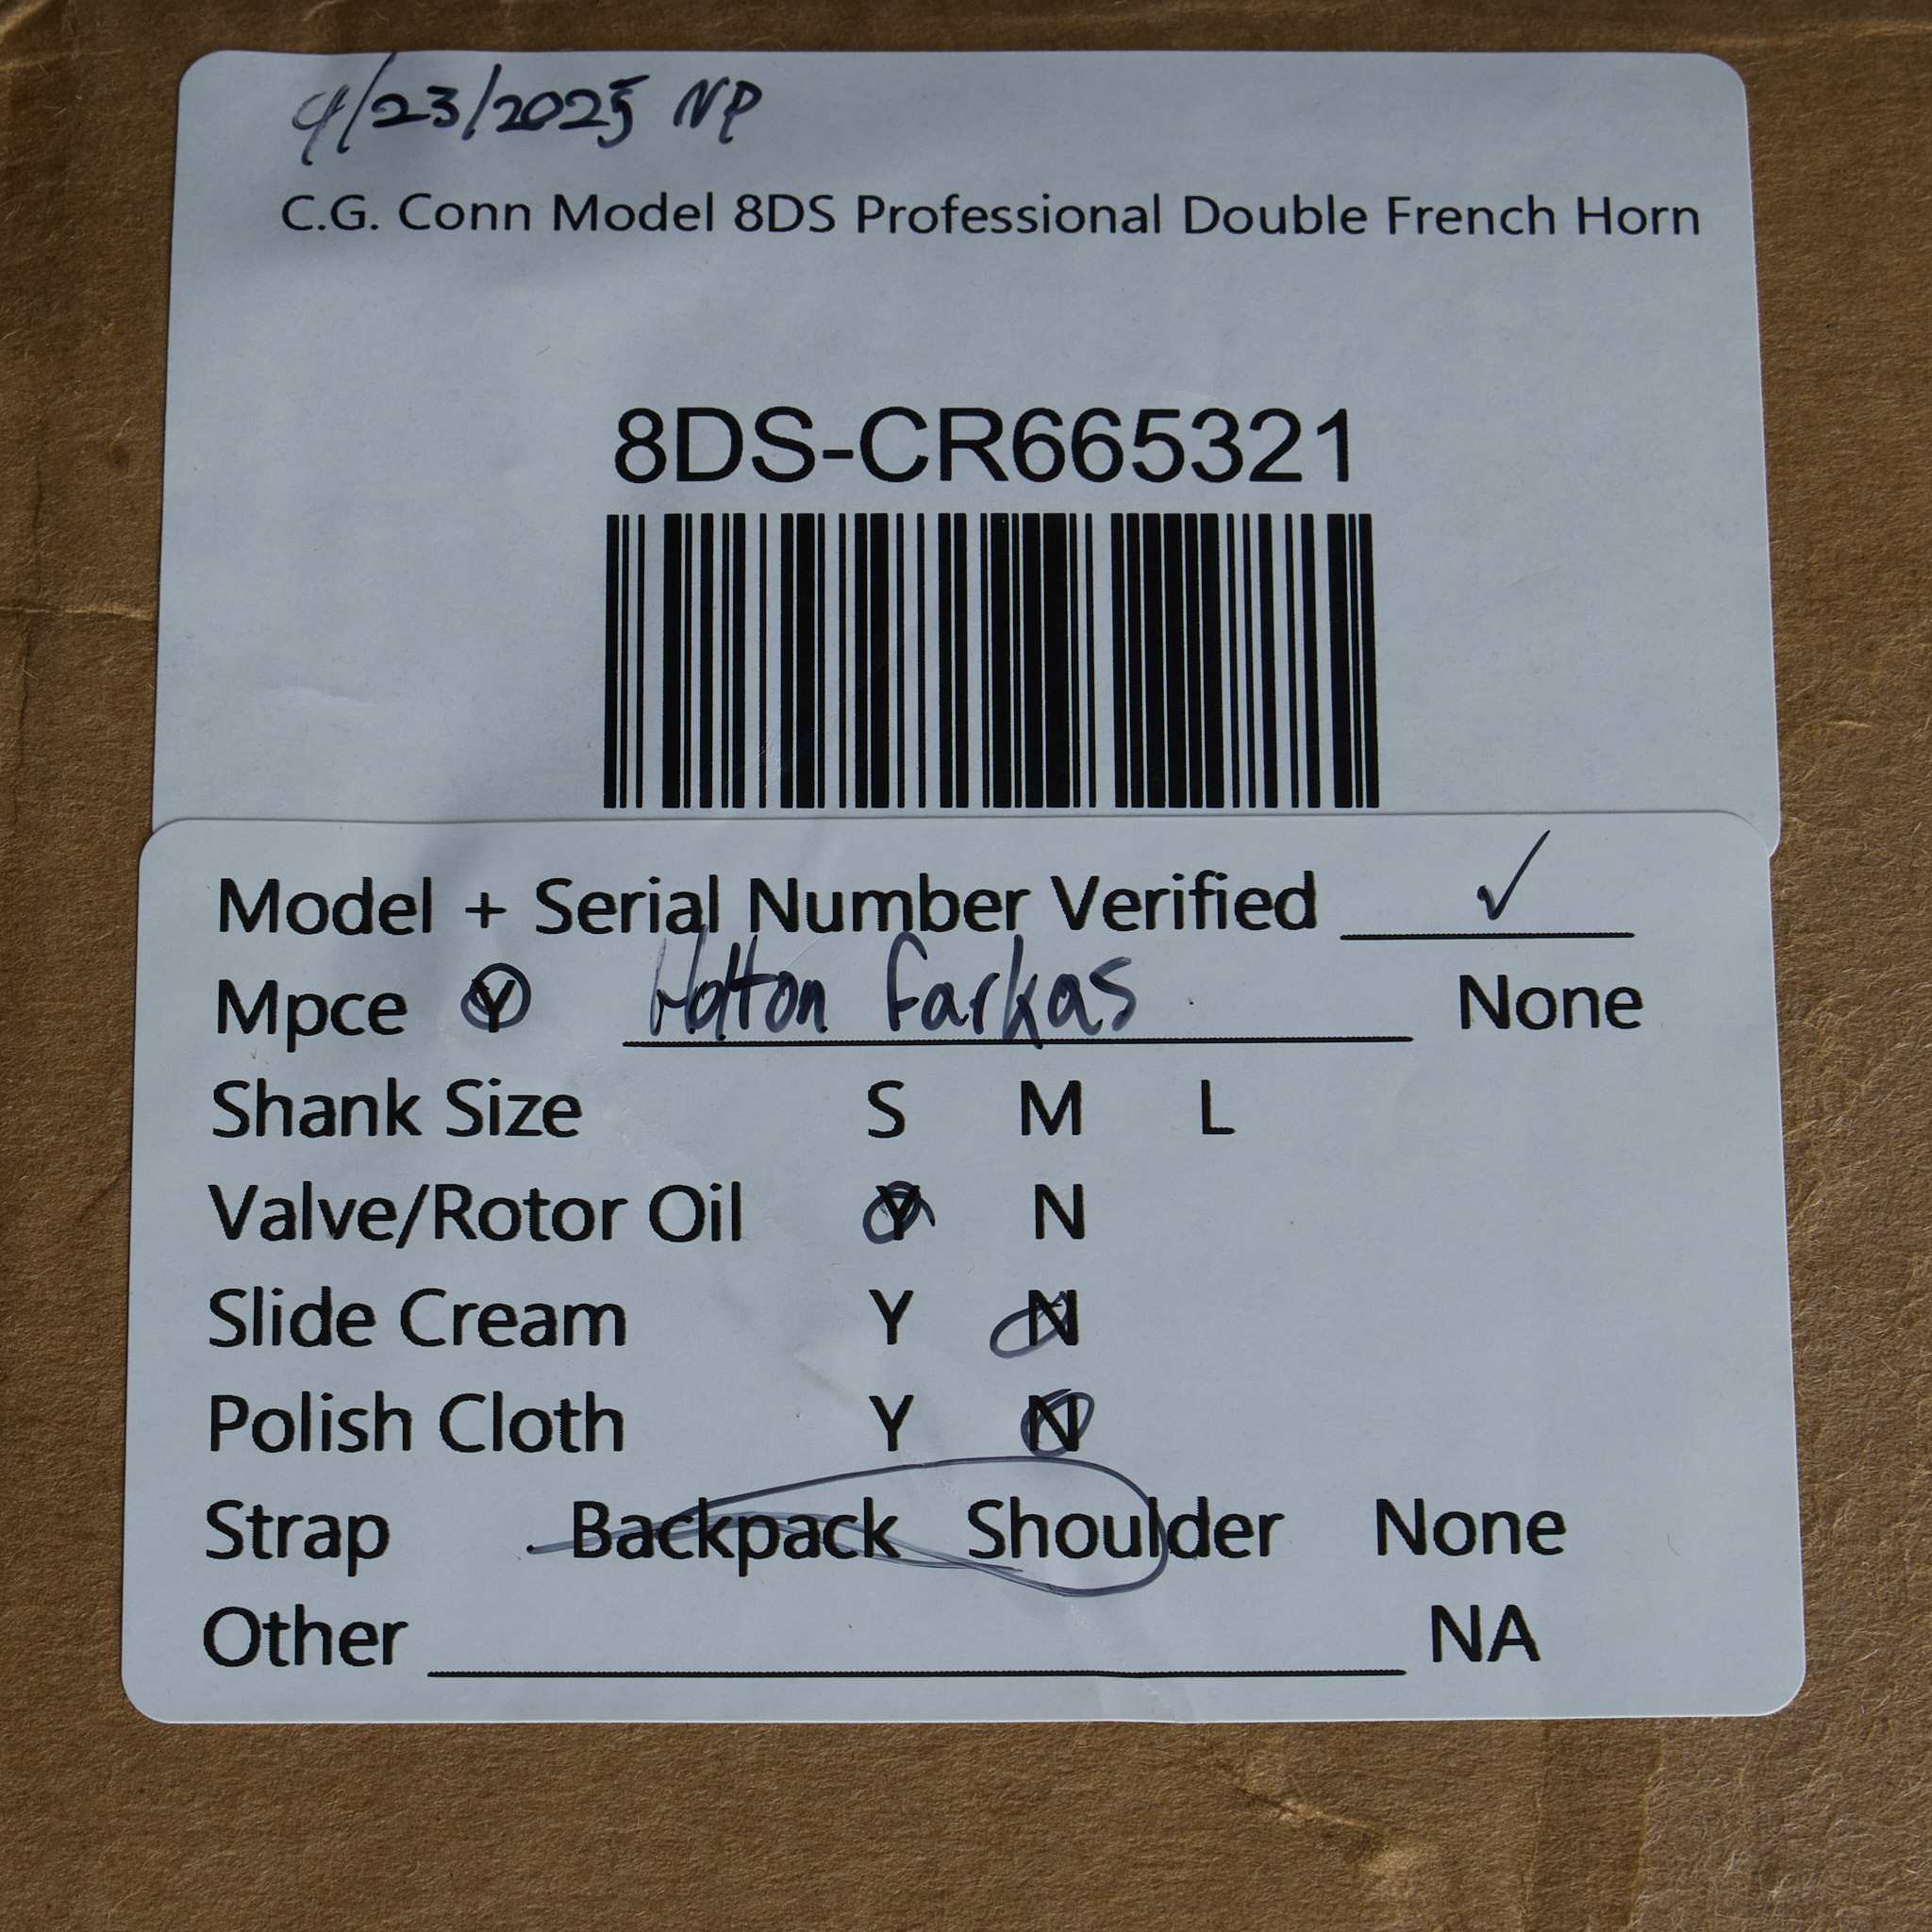 4/23/2025 NP
C.G. Conn Model 8DS Professional Double French Horn
8DS-CR665321
Model + Serial Number Verified ✓
Mpce Y Holton Farkas None
Shank Size S M L
Valve/Rotor Oil Y N
Slide Cream Y N
Polish Cloth Y N
Strap Backpack Shoulder None
Other NA